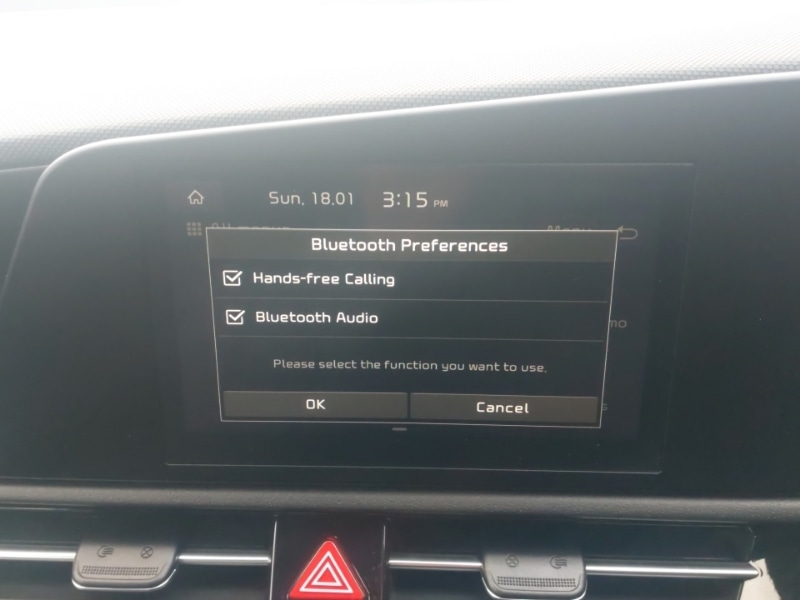 Sun, 18.01 3:15 PM
Bluetooth Preferences
Hands-free Calling
Bluetooth Audio
Please select the function you want to use.
OK Cancel